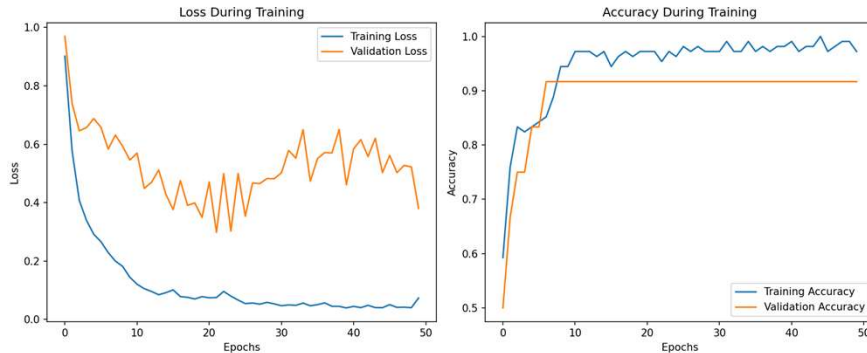 Loss During Training
1.0
0.8
0.6
0.4
0.2
0.0
Loss
0
10
20
30
40
50
Epochs
Training Loss
Validation Loss
Accuracy During Training
1.0
0.9
0.8
0.7
0.6
0.5
Accuracy
0
10
20
30
40
50
Epochs
Training Accuracy
Validation Accuracy